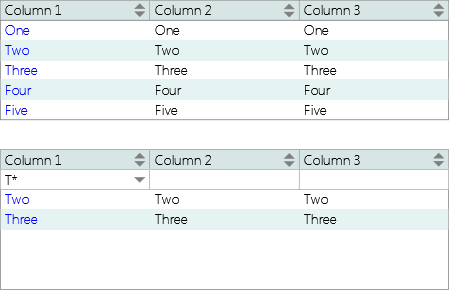 Column 1 Column 2 Column 3
One One One
Two Two Two
Three Three Three
Four Four Four
Five Five Five
Column 1 Column 2 Column 3
T*
Two Two Two
Three Three Three